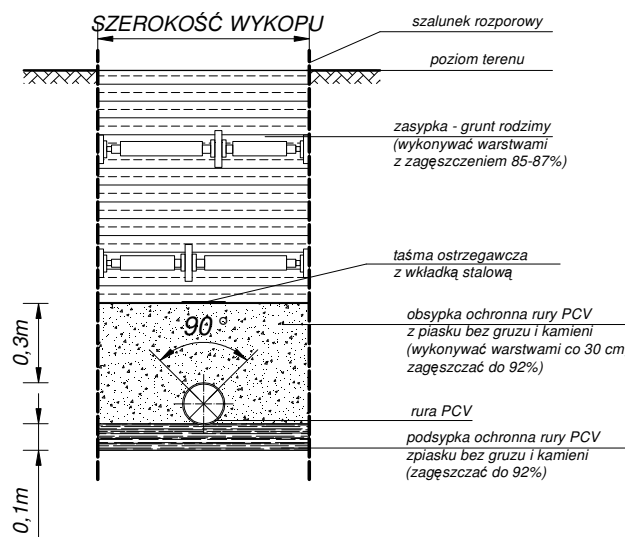 SZEROKOŚĆ WYKOPU
szalunek rozporowy
poziom terenu
zasypka - grunt rodzimy
(wykonywać warstwami
z zagęszczeniem 85-87%)
taśma ostrzegawcza
z wkładką stalową
90°
0,3m
obsypka ochronna rury PCV
z piasku bez gruzu i kamieni
(wykonywać warstwami co 30 cm
zagęszczać do 92%)
rura PCV
podsypka ochronna rury PCV
zpiasku bez gruzu i kamieni
(zagęszczać do 92%)
0,1m